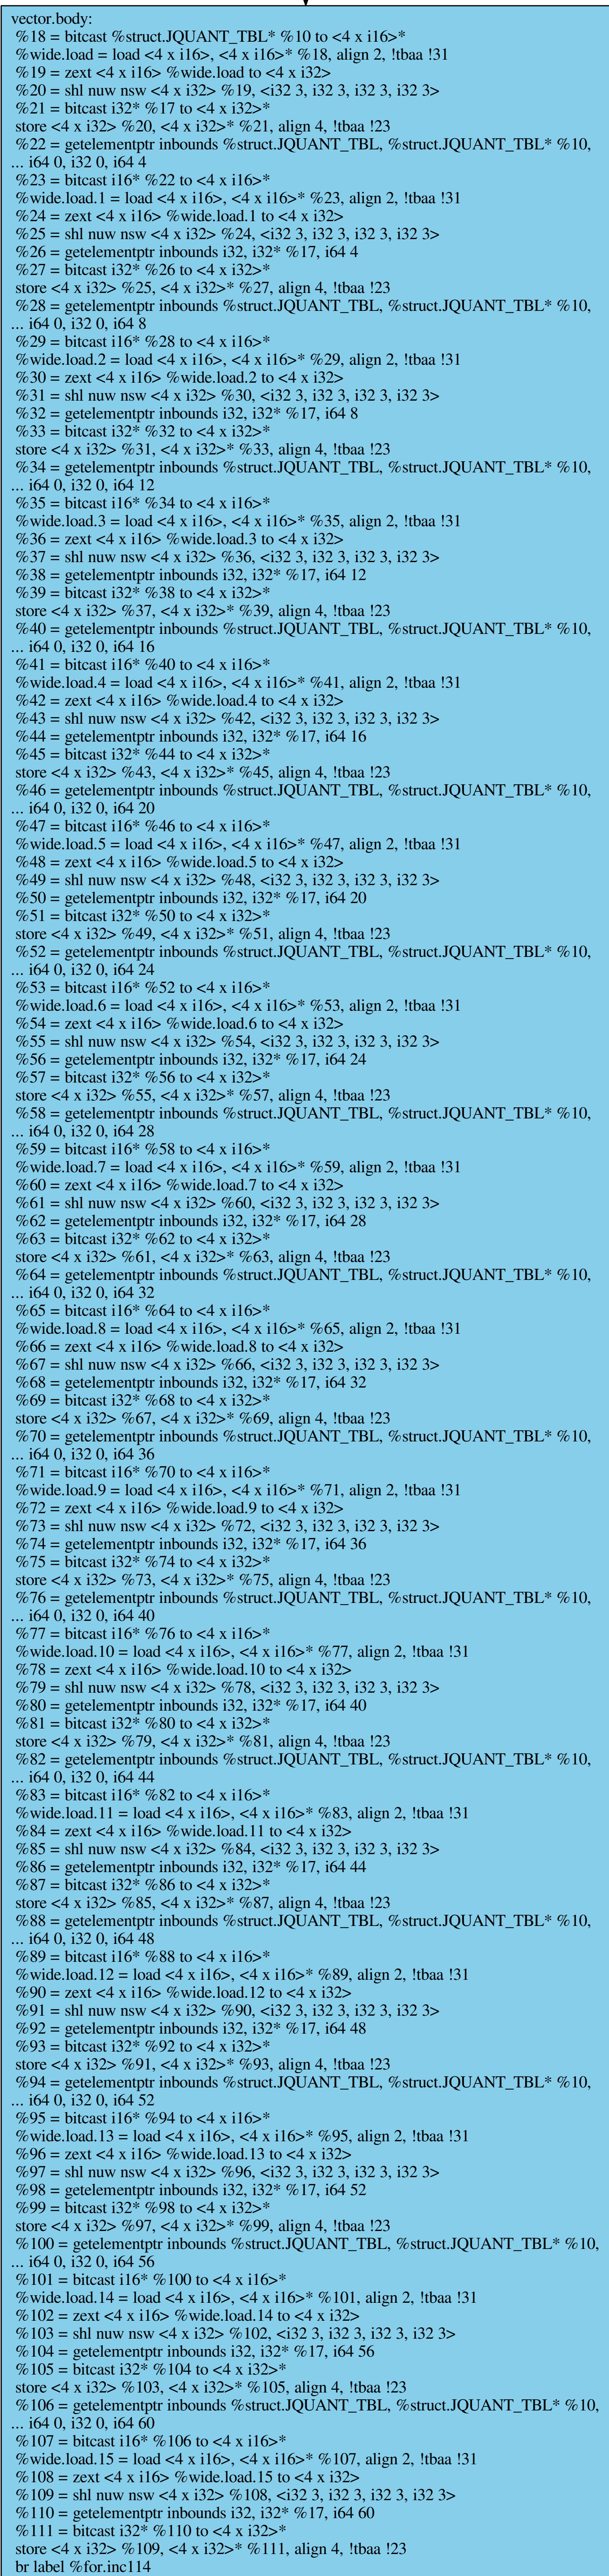 vector.body:
%18 = bitcast %struct.JQUANT_TBL* %10 to <4 x i16>*
%wide.load = load <4 x i16>, <4 x i16>* %18, align 2, !tbaa !31
%19 = zext <4 x i16> %wide.load to <4 x i32>
%20 = shl nuw nsw <4 x i32> %19, <i32 3, i32 3, i32 3, i32 3>
%21 = bitcast i32* %17 to <4 x i32>*
store <4 x i32> %20, <4 x i32>* %21, align 4, !tbaa !23
%22 = getelementptr inbounds %struct.JQUANT_TBL, %struct.JQUANT_TBL* %10,
... i64 0, i32 0, i64 4
%23 = bitcast i16* %22 to <4 x i16>*
%wide.load.1 = load <4 x i16>, <4 x i16>* %23, align 2, !tbaa !31
%24 = zext <4 x i16> %wide.load.1 to <4 x i32>
%25 = shl nuw nsw <4 x i32> %24, <i32 3, i32 3, i32 3, i32 3>
%26 = getelementptr inbounds i32, i32* %17, i64 4
%27 = bitcast i32* %26 to <4 x i32>*
store <4 x i32> %25, <4 x i32>* %27, align 4, !tbaa !23
%28 = getelementptr inbounds %struct.JQUANT_TBL, %struct.JQUANT_TBL* %10,
... i64 0, i32 0, i64 8
%29 = bitcast i16* %28 to <4 x i16>*
%wide.load.2 = load <4 x i16>, <4 x i16>* %29, align 2, !tbaa !31
%30 = zext <4 x i16> %wide.load.2 to <4 x i32>
%31 = shl nuw nsw <4 x i32> %30, <i32 3, i32 3, i32 3, i32 3>
%32 = getelementptr inbounds i32, i32* %17, i64 8
%33 = bitcast i32* %32 to <4 x i32>*
store <4 x i32> %31, <4 x i32>* %33, align 4, !tbaa !23
%34 = getelementptr inbounds %struct.JQUANT_TBL, %struct.JQUANT_TBL* %10,
... i64 0, i32 0, i64 12
%35 = bitcast i16* %34 to <4 x i16>*
%wide.load.3 = load <4 x i16>, <4 x i16>* %35, align 2, !tbaa !31
%36 = zext <4 x i16> %wide.load.3 to <4 x i32>
%37 = shl nuw nsw <4 x i32> %36, <i32 3, i32 3, i32 3, i32 3>
%38 = getelementptr inbounds i32, i32* %17, i64 12
%39 = bitcast i32* %38 to <4 x i32>*
store <4 x i32> %37, <4 x i32>* %39, align 4, !tbaa !23
%40 = getelementptr inbounds %struct.JQUANT_TBL, %struct.JQUANT_TBL* %10,
... i64 0, i32 0, i64 16
%41 = bitcast i16* %40 to <4 x i16>*
%wide.load.4 = load <4 x i16>, <4 x i16>* %41, align 2, !tbaa !31
%42 = zext <4 x i16> %wide.load.4 to <4 x i32>
%43 = shl nuw nsw <4 x i32> %42, <i32 3, i32 3, i32 3, i32 3>
%44 = getelementptr inbounds i32, i32* %17, i64 16
%45 = bitcast i32* %44 to <4 x i32>*
store <4 x i32> %43, <4 x i32>* %45, align 4, !tbaa !23
%46 = getelementptr inbounds %struct.JQUANT_TBL, %struct.JQUANT_TBL* %10,
... i64 0, i32 0, i64 20
%47 = bitcast i16* %46 to <4 x i16>*
%wide.load.5 = load <4 x i16>, <4 x i16>* %47, align 2, !tbaa !31
%48 = zext <4 x i16> %wide.load.5 to <4 x i32>
%49 = shl nuw nsw <4 x i32> %48, <i32 3, i32 3, i32 3, i32 3>
%50 = getelementptr inbounds i32, i32* %17, i64 20
%51 = bitcast i32* %50 to <4 x i32>*
store <4 x i32> %49, <4 x i32>* %51, align 4, !tbaa !23
%52 = getelementptr inbounds %struct.JQUANT_TBL, %struct.JQUANT_TBL* %10,
... i64 0, i32 0, i64 24
%53 = bitcast i16* %52 to <4 x i16>*
%wide.load.6 = load <4 x i16>, <4 x i16>* %53, align 2, !tbaa !31
%54 = zext <4 x i16> %wide.load.6 to <4 x i32>
%55 = shl nuw nsw <4 x i32> %54, <i32 3, i32 3, i32 3, i32 3>
%56 = getelementptr inbounds i32, i32* %17, i64 24
%57 = bitcast i32* %56 to <4 x i32>*
store <4 x i32> %55, <4 x i32>* %57, align 4, !tbaa !23
%58 = getelementptr inbounds %struct.JQUANT_TBL, %struct.JQUANT_TBL* %10,
... i64 0, i32 0, i64 28
%59 = bitcast i16* %58 to <4 x i16>*
%wide.load.7 = load <4 x i16>, <4 x i16>* %59, align 2, !tbaa !31
%60 = zext <4 x i16> %wide.load.7 to <4 x i32>
%61 = shl nuw nsw <4 x i32> %60, <i32 3, i32 3, i32 3, i32 3>
%62 = getelementptr inbounds i32, i32* %17, i64 28
%63 = bitcast i32* %62 to <4 x i32>*
store <4 x i32> %61, <4 x i32>* %63, align 4, !tbaa !23
%64 = getelementptr inbounds %struct.JQUANT_TBL, %struct.JQUANT_TBL* %10,
... i64 0, i32 0, i64 32
%65 = bitcast i16* %64 to <4 x i16>*
%wide.load.8 = load <4 x i16>, <4 x i16>* %65, align 2, !tbaa !31
%66 = zext <4 x i16> %wide.load.8 to <4 x i32>
%67 = shl nuw nsw <4 x i32> %66, <i32 3, i32 3, i32 3, i32 3>
%68 = getelementptr inbounds i32, i32* %17, i64 32
%69 = bitcast i32* %68 to <4 x i32>*
store <4 x i32> %67, <4 x i32>* %69, align 4, !tbaa !23
%70 = getelementptr inbounds %struct.JQUANT_TBL, %struct.JQUANT_TBL* %10,
... i64 0, i32 0, i64 36
%71 = bitcast i16* %70 to <4 x i16>*
%wide.load.9 = load <4 x i16>, <4 x i16>* %71, align 2, !tbaa !31
%72 = zext <4 x i16> %wide.load.9 to <4 x i32>
%73 = shl nuw nsw <4 x i32> %72, <i32 3, i32 3, i32 3, i32 3>
%74 = getelementptr inbounds i32, i32* %17, i64 36
%75 = bitcast i32* %74 to <4 x i32>*
store <4 x i32> %73, <4 x i32>* %75, align 4, !tbaa !23
%76 = getelementptr inbounds %struct.JQUANT_TBL, %struct.JQUANT_TBL* %10,
... i64 0, i32 0, i64 40
%77 = bitcast i16* %76 to <4 x i16>*
%wide.load.10 = load <4 x i16>, <4 x i16>* %77, align 2, !tbaa !31
%78 = zext <4 x i16> %wide.load.10 to <4 x i32>
%79 = shl nuw nsw <4 x i32> %78, <i32 3, i32 3, i32 3, i32 3>
%80 = getelementptr inbounds i32, i32* %17, i64 40
%81 = bitcast i32* %80 to <4 x i32>*
store <4 x i32> %79, <4 x i32>* %81, align 4, !tbaa !23
%82 = getelementptr inbounds %struct.JQUANT_TBL, %struct.JQUANT_TBL* %10,
... i64 0, i32 0, i64 44
%83 = bitcast i16* %82 to <4 x i16>*
%wide.load.11 = load <4 x i16>, <4 x i16>* %83, align 2, !tbaa !31
%84 = zext <4 x i16> %wide.load.11 to <4 x i32>
%85 = shl nuw nsw <4 x i32> %84, <i32 3, i32 3, i32 3, i32 3>
%86 = getelementptr inbounds i32, i32* %17, i64 44
%87 = bitcast i32* %86 to <4 x i32>*
store <4 x i32> %85, <4 x i32>* %87, align 4, !tbaa !23
%88 = getelementptr inbounds %struct.JQUANT_TBL, %struct.JQUANT_TBL* %10,
... i64 0, i32 0, i64 48
%89 = bitcast i16* %88 to <4 x i16>*
%wide.load.12 = load <4 x i16>, <4 x i16>* %89, align 2, !tbaa !31
%90 = zext <4 x i16> %wide.load.12 to <4 x i32>
%91 = shl nuw nsw <4 x i32> %90, <i32 3, i32 3, i32 3, i32 3>
%92 = getelementptr inbounds i32, i32* %17, i64 48
%93 = bitcast i32* %92 to <4 x i32>*
store <4 x i32> %91, <4 x i32>* %93, align 4, !tbaa !23
%94 = getelementptr inbounds %struct.JQUANT_TBL, %struct.JQUANT_TBL* %10,
... i64 0, i32 0, i64 52
%95 = bitcast i16* %94 to <4 x i16>*
%wide.load.13 = load <4 x i16>, <4 x i16>* %95, align 2, !tbaa !31
%96 = zext <4 x i16> %wide.load.13 to <4 x i32>
%97 = shl nuw nsw <4 x i32> %96, <i32 3, i32 3, i32 3, i32 3>
%98 = getelementptr inbounds i32, i32* %17, i64 52
%99 = bitcast i32* %98 to <4 x i32>*
store <4 x i32> %97, <4 x i32>* %99, align 4, !tbaa !23
%100 = getelementptr inbounds %struct.JQUANT_TBL, %struct.JQUANT_TBL* %10,
... i64 0, i32 0, i64 56
%101 = bitcast i16* %100 to <4 x i16>*
%wide.load.14 = load <4 x i16>, <4 x i16>* %101, align 2, !tbaa !31
%102 = zext <4 x i16> %wide.load.14 to <4 x i32>
%103 = shl nuw nsw <4 x i32> %102, <i32 3, i32 3, i32 3, i32 3>
%104 = getelementptr inbounds i32, i32* %17, i64 56
%105 = bitcast i32* %104 to <4 x i32>*
store <4 x i32> %103, <4 x i32>* %105, align 4, !tbaa !23
%106 = getelementptr inbounds %struct.JQUANT_TBL, %struct.JQUANT_TBL* %10,
... i64 0, i32 0, i64 60
%107 = bitcast i16* %106 to <4 x i16>*
%wide.load.15 = load <4 x i16>, <4 x i16>* %107, align 2, !tbaa !31
%108 = zext <4 x i16> %wide.load.15 to <4 x i32>
%109 = shl nuw nsw <4 x i32> %108, <i32 3, i32 3, i32 3, i32 3>
%110 = getelementptr inbounds i32, i32* %17, i64 60
%111 = bitcast i32* %110 to <4 x i32>*
store <4 x i32> %109, <4 x i32>* %111, align 4, !tbaa !23
br label %for.inc114